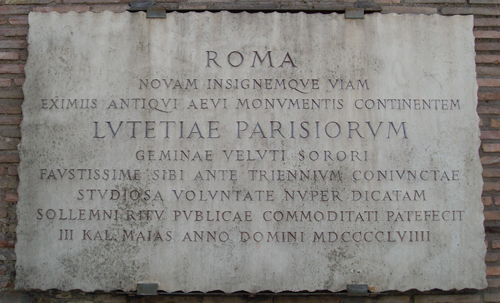 ROMA
NOVAM INSIGNEMQVE VIAM
EXIMIIS ANTIQVI AEVI MONVMENTIS CONTINENTEM
LVTETIAE PARISIORVM
GEMINAE VELVTI SORORI
FAVSTISSIME SIBI ANTE TRIENNIVM CONIVNCTAE
STVDIOSA VOLVNTATE NVPER DICATAM
SOLLEMNI RITV PVBLICAE COMMODITATI PATEFECIT
III KAL. MAIAS ANNO DOMINI MDCCCCLVIIII